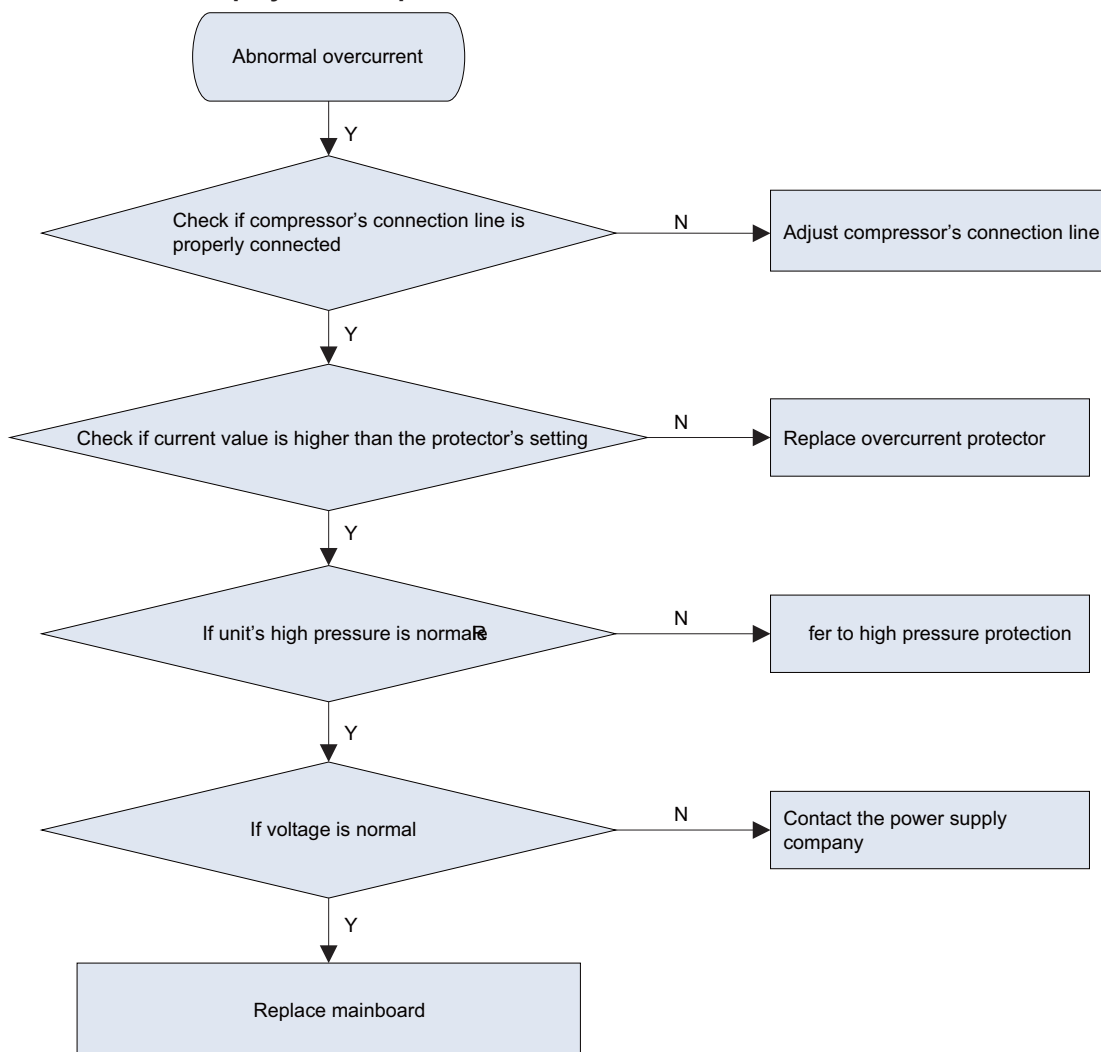 Abnormal overcurrent
Y
Check if compressor's connection line is
properly connected
N
Adjust compressor's connection line
Y
Check if current value is higher than the protector's setting
N
Replace overcurrent protector
Y
If unit's high pressure is normal
N
Refer to high pressure protection
Y
If voltage is normal
N
Contact the power supply
company
Y
Replace mainboard